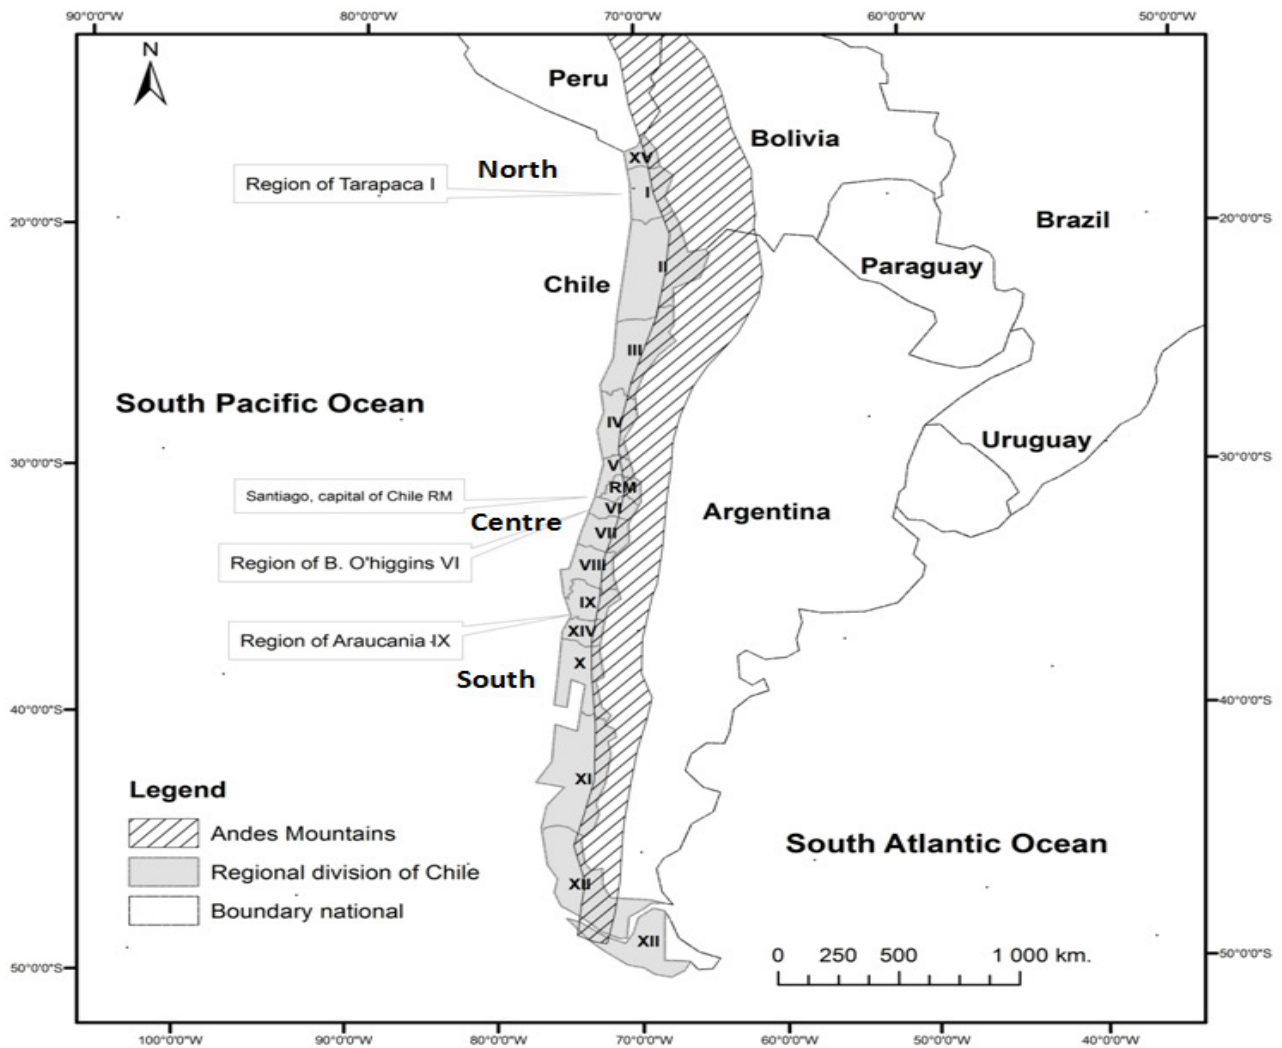 90°0'0"W 80°0'0"W 70°0'0"W 60°0'0"W 50°0'0"W
N
Peru
Bolivia
XV
North
Region of Tarapaca I
I
20°0'0"S 20°0'0"S
Brazil
II
Paraguay
Chile
III
South Pacific Ocean
IV
Uruguay
30°0'0"S 30°0'0"S
V
RM
Santiago, capital of Chile RM
VI
Argentina
Centre
VII
Region of B. O'higgins VI
VIII
IX
XIV
Region of Araucania IX
X
South
40°0'0"S 40°0'0"S
XI
Legend
Andes Mountains
South Atlantic Ocean
Regional division of Chile
XII
Boundary national
XII
0 250 500 1 000 km.
50°0'0"S 50°0'0"S
100°0'0"W 90°0'0"W 80°0'0"W 70°0'0"W 60°0'0"W 50°0'0"W 40°0'0"W